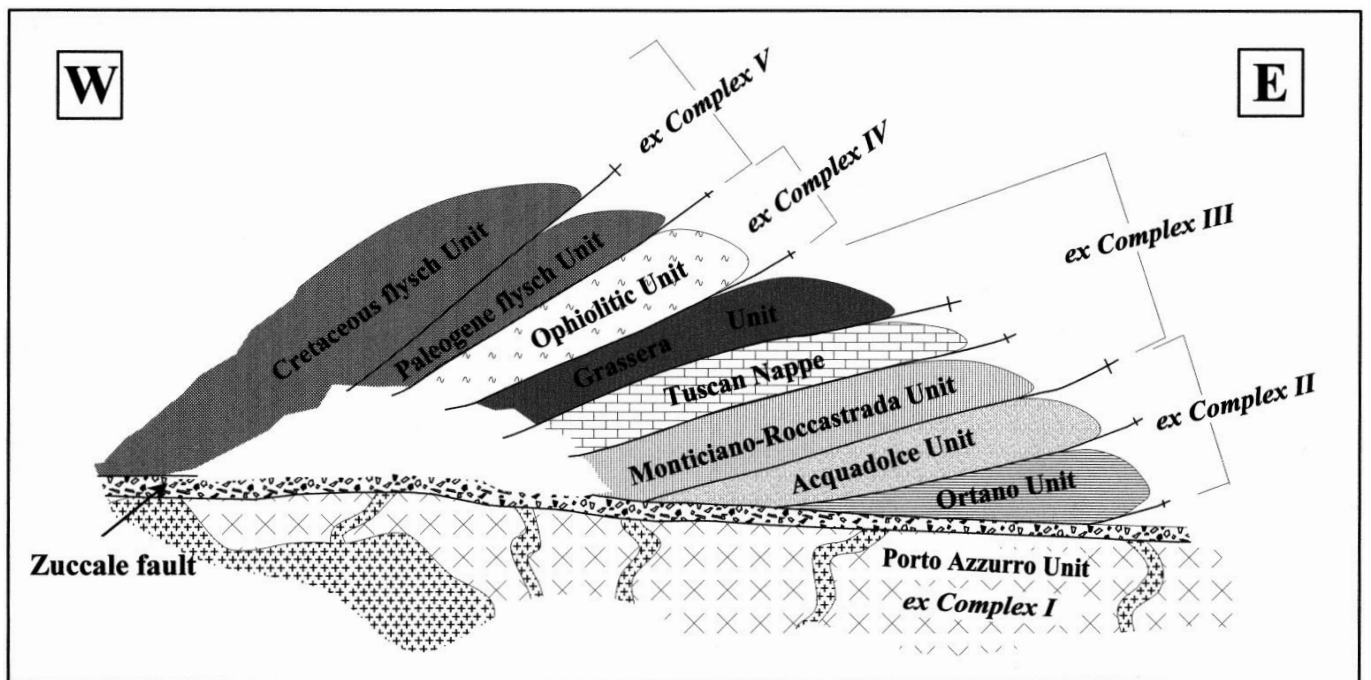 W
E
ex Complex V
ex Complex IV
ex Complex III
ex Complex II
Cretaceous flysch Unit
Paleogene flysch Unit
Ophiolitic Unit
Grassera Unit
Tuscan Nappe
Monticiano-Roccastrada Unit
Acquadolce Unit
Ortano Unit
Zuccale fault
Porto Azzurro Unit
ex Complex I